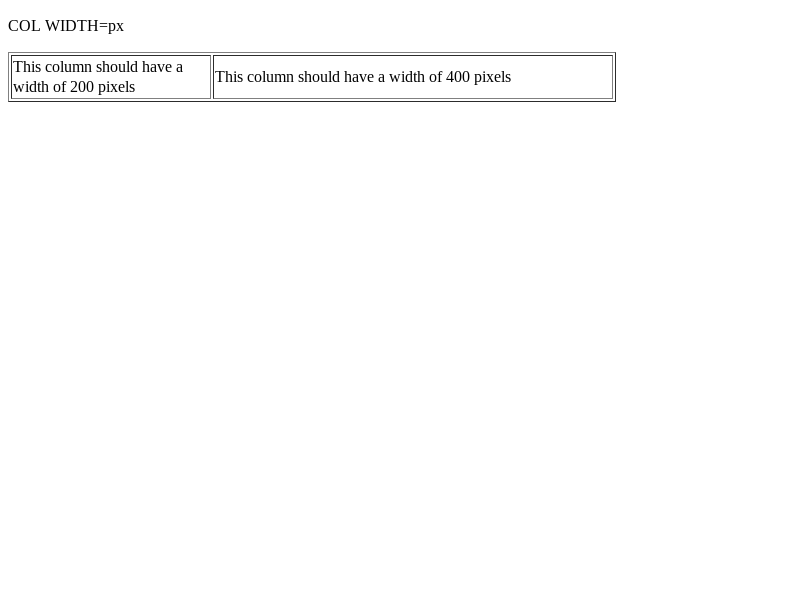 COL WIDTH=px
This column should have a
width of 200 pixels
This column should have a width of 400 pixels